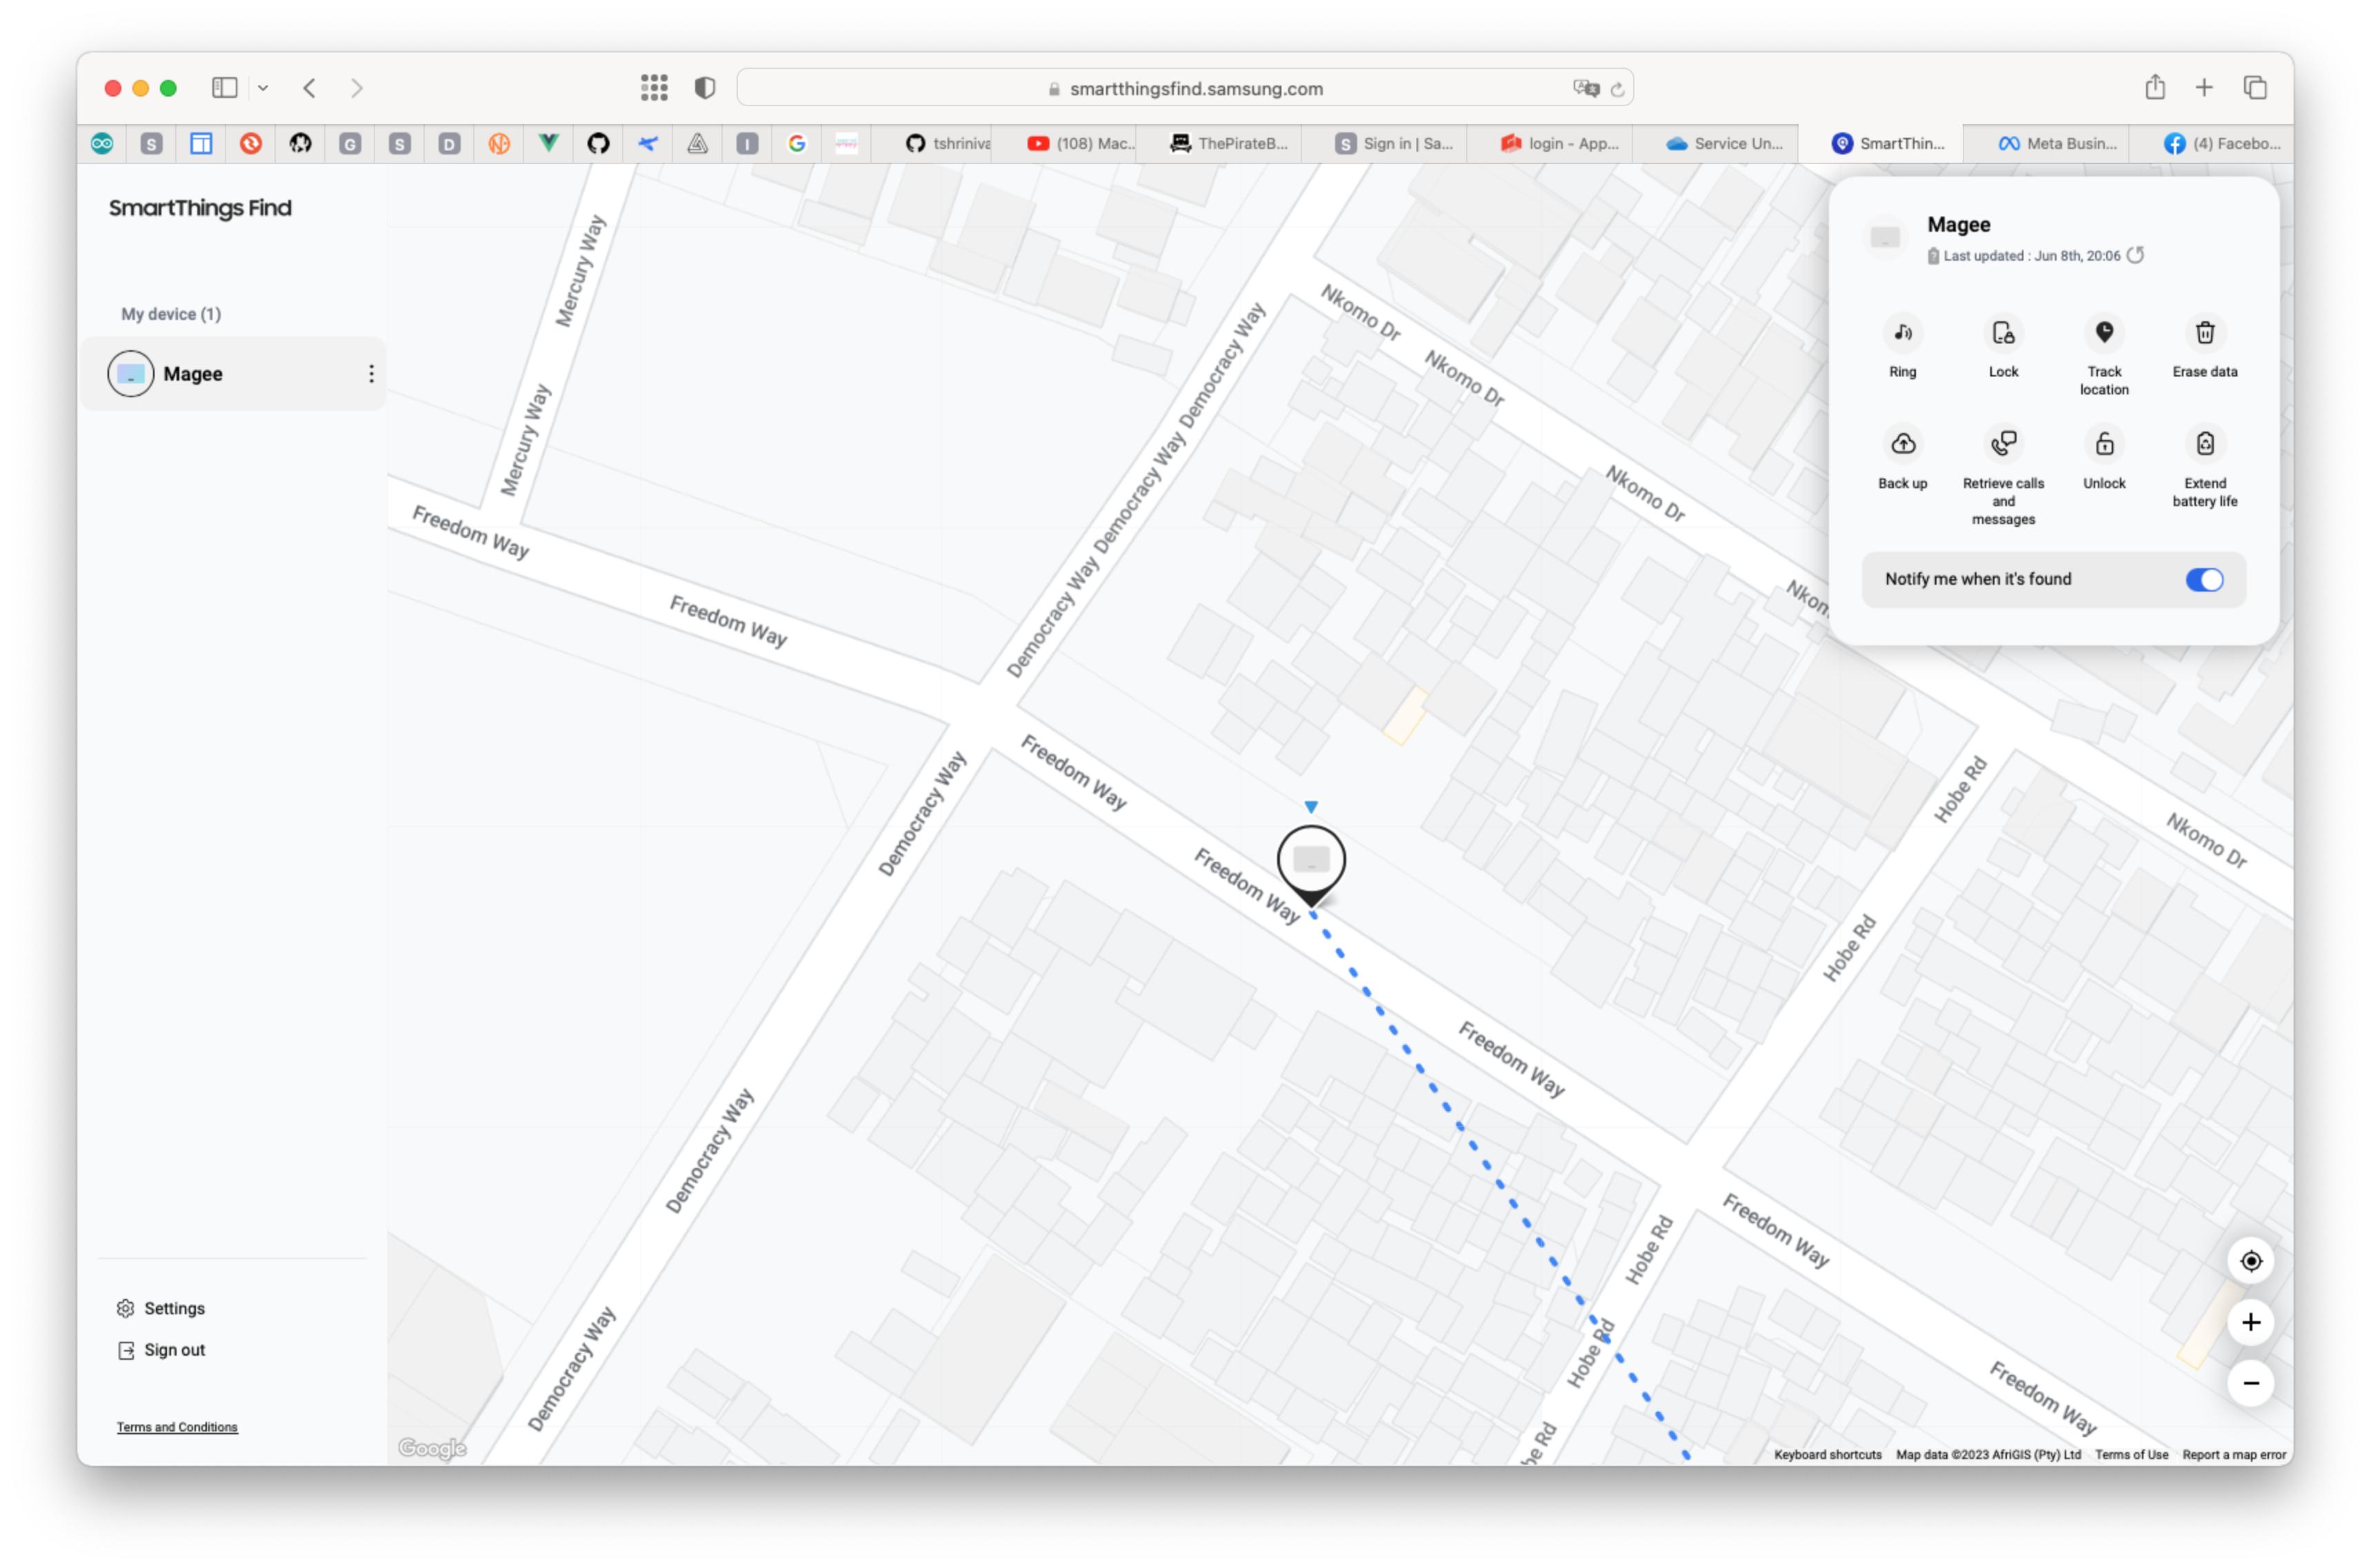 smartthingsfind.samsung.com
S
G
S
D
I
tshriniva
(108) Mac...
ThePirateB...
S
Sign in | Sa...
login - App...
Service Un...
SmartThin...
Meta Busin...
(4) Facebo...
SmartThings Find
My device (1)
Magee
Settings
Sign out
Terms and Conditions
Mercury Way
Mercury Way
Freedom Way
Freedom Way
Democracy Way
Democracy Way
Democracy Way
Nkomo Dr
Nkomo Dr
Nkomo Dr
Nkom
Nkomo Dr
Freedom Way
Freedom Way
Freedom Way
Freedom Way
Freedom Way
Democracy Way
Democracy Way
Democracy Way
Hobe Rd
Hobe Rd
Hobe Rd
Hobe Rd
be Rd
Magee
Last updated : Jun 8th, 20:06
Ring
Lock
Track
location
Erase data
Back up
Retrieve calls
and
messages
Unlock
Extend
battery life
Notify me when it's found
Google
Keyboard shortcuts
Map data ©2023 AfriGIS (Pty) Ltd
Terms of Use
Report a map error